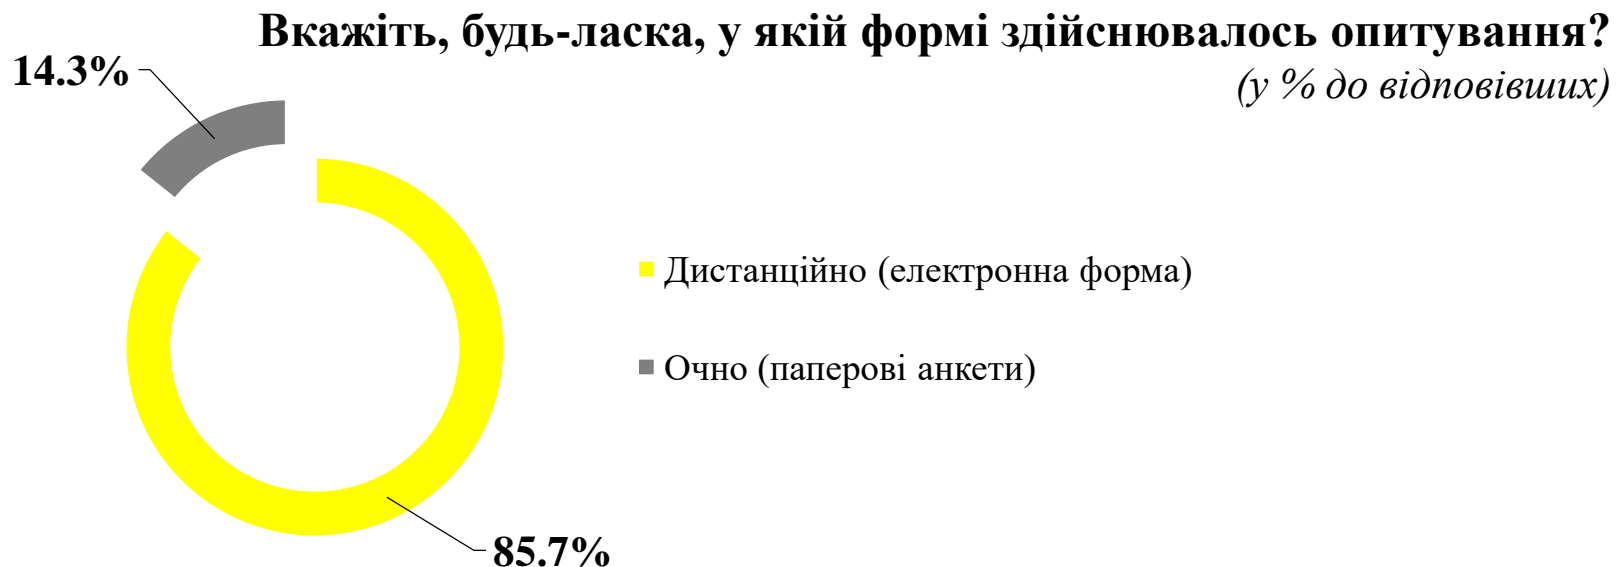 Вкажіть, будь-ласка, у якій формі здійснювалось опитування?
(у % до відповівших)
14.3%
Дистанційно (електронна форма)
Очно (паперові анкети)
85.7%